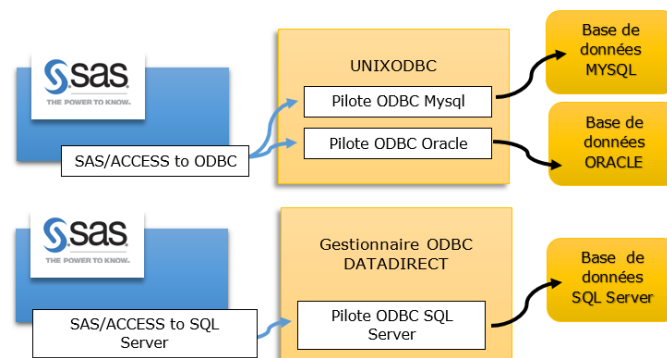 sas
THE POWER TO KNOW.
SAS/ACCESS to ODBC
UNIXODBC
Pilote ODBC Mysql
Pilote ODBC Oracle
Base de
données
MYSQL
Base de
données
ORACLE
sas
THE POWER TO KNOW.
SAS/ACCESS to SQL
Server
Gestionnaire ODBC
DATADIRECT
Pilote ODBC SQL
Server
Base de
données
SQL Server